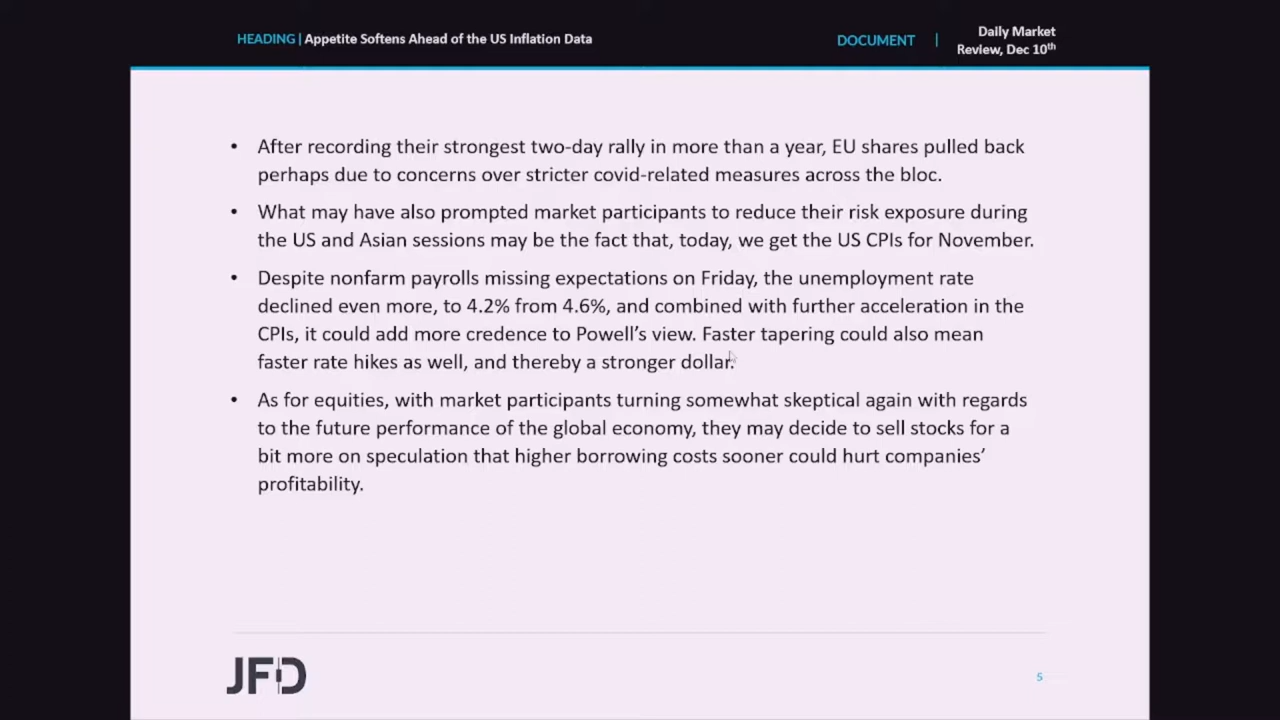 HEADING | Appetite Softens Ahead of the US Inflation Data
DOCUMENT | Daily Market
Review, Dec 10th
• After recording their strongest two-day rally in more than a year, EU shares pulled back
perhaps due to concerns over stricter covid-related measures across the bloc.
• What may have also prompted market participants to reduce their risk exposure during
the US and Asian sessions may be the fact that, today, we get the US CPIs for November.
• Despite nonfarm payrolls missing expectations on Friday, the unemployment rate
declined even more, to 4.2% from 4.6%, and combined with further acceleration in the
CPIs, it could add more credence to Powell’s view. Faster tapering could also mean
faster rate hikes as well, and thereby a stronger dollar.
• As for equities, with market participants turning somewhat skeptical again with regards
to the future performance of the global economy, they may decide to sell stocks for a
bit more on speculation that higher borrowing costs sooner could hurt companies’
profitability.
JFD
5